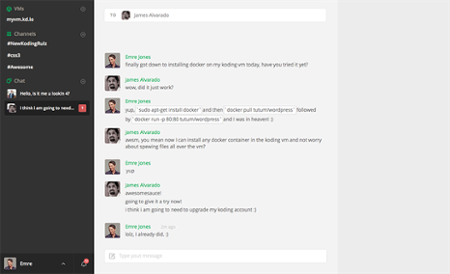 VMs
myvm.kd.io
Channels
#NewKodingRulz
#css3
#Awesome
Chat
Hello, is it me u lookin 4?
i think i am going to need...
1
Emre
TO
James Alvarado
Emre Jones
finally got down to installing docker on my koding vm today, have you tried it yet?
James Alvarado
wow, did it just work?
Emre Jones
yup, `sudo apt-get install docker` and then `docker pull tutum/wordpress` followed
by `docker run -p 80:80 tutum/wordpress` and i was in heaven :)
James Alvarado
awsm, you mean now I can install any docker container in the koding vm and not worry
about spewing files all over the vm?
Emre Jones
yup
James Alvarado
awesomesauce!
going to give it a try now!
i think i am going to need to upgrade my koding account :)
Emre Jones
lolz, i already did. ;)
Type your message